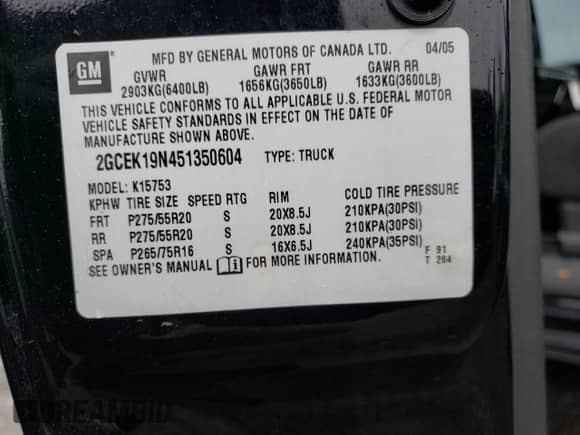 GM
MFD BY GENERAL MOTORS OF CANADA LTD. 04/05
GVWR GAWR FRT GAWR RR
2903KG(6400LB) 1656KG(3650LB) 1633KG(3600LB)
THIS VEHICLE CONFORMS TO ALL APPLICABLE U.S. FEDERAL MOTOR
VEHICLE SAFETY STANDARDS IN EFFECT ON THE DATE OF
MANUFACTURE SHOWN ABOVE.
2GCEK19N451350604 TYPE: TRUCK
MODEL: K15753
KPHW TIRE SIZE SPEED RTG RIM COLD TIRE PRESSURE
FRT P275/55R20 S 20X8.5J 210KPA(30PSI)
RR P275/55R20 S 20X8.5J 210KPA(30PSI)
SPA P265/75R16 S 16X6.5J 240KPA(35PSI)
SEE OWNER'S MANUAL i FOR MORE INFORMATION.
F 91
T 264